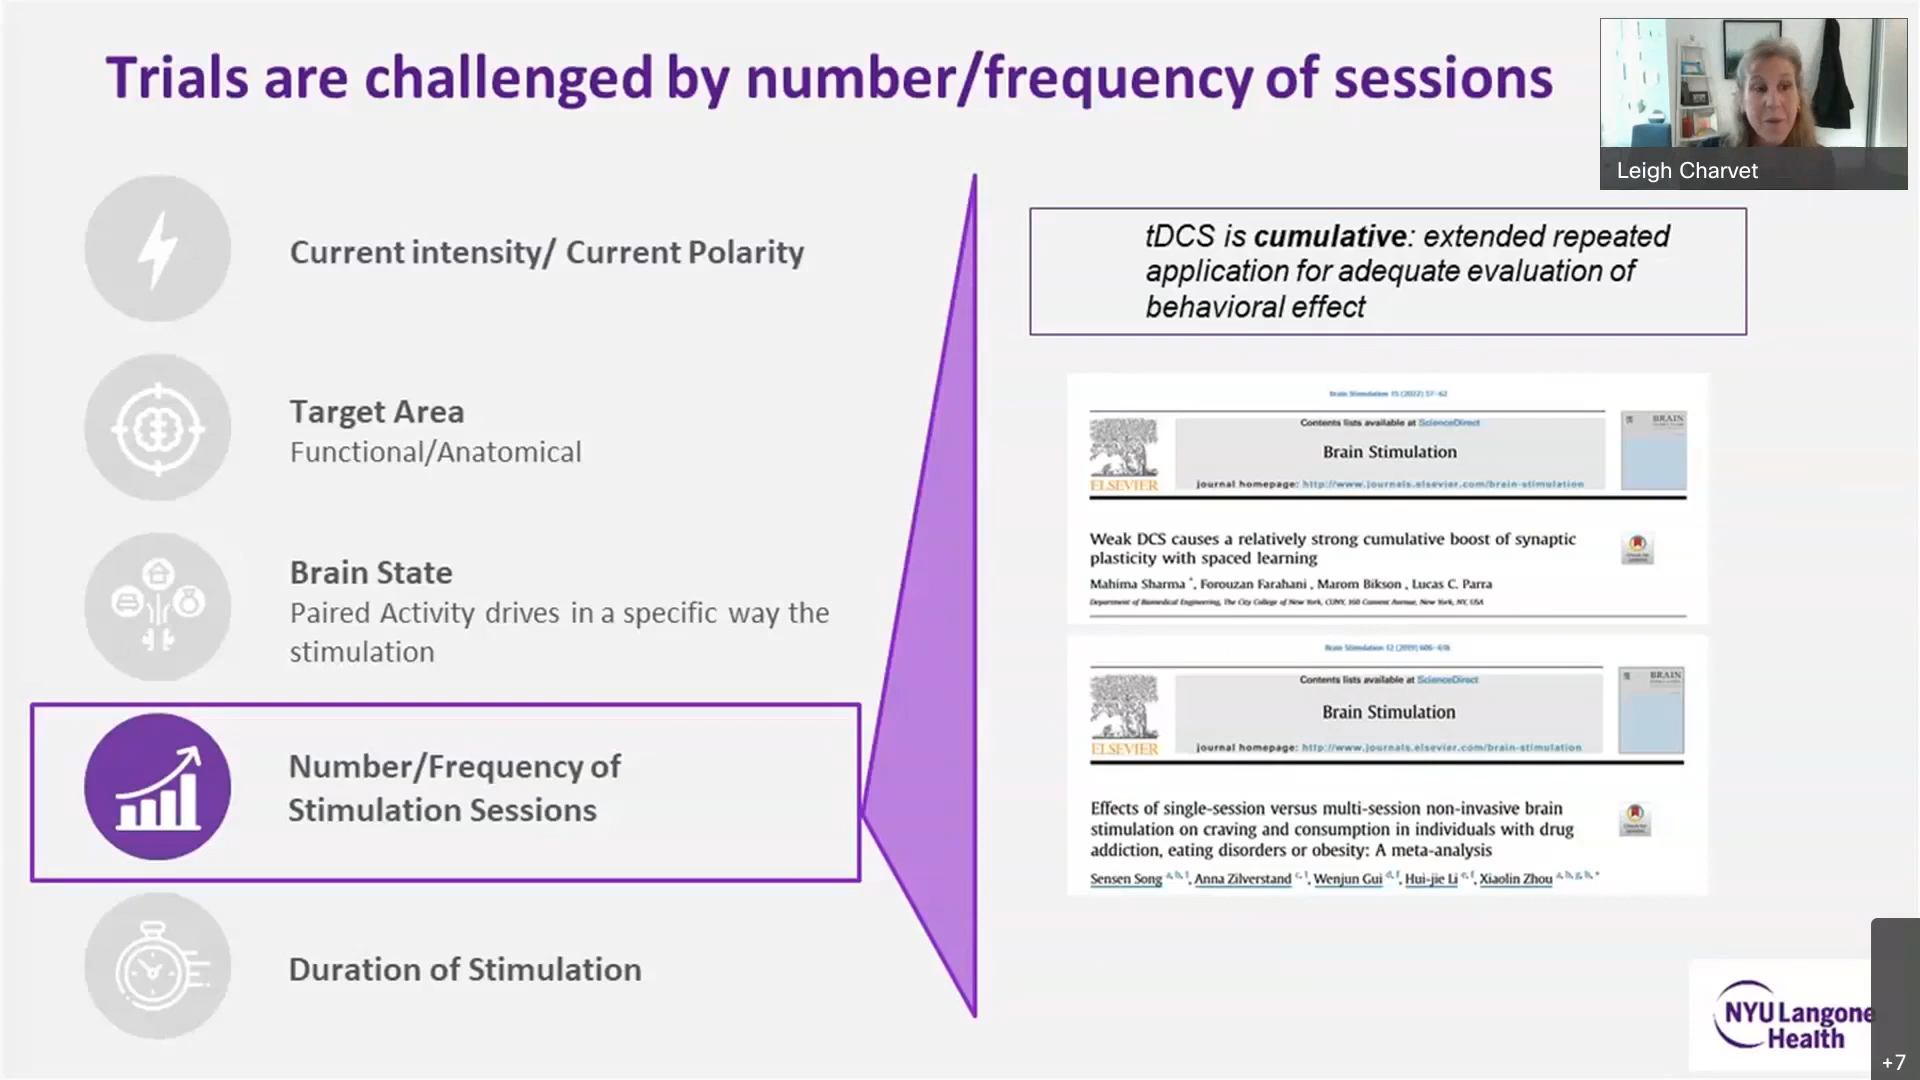 Trials are challenged by number/frequency of sessions
Leigh Charvet
Current intensity/ Current Polarity
Target Area
Functional/Anatomical
Brain State
Paired Activity drives in a specific way the
stimulation
Number/Frequency of
Stimulation Sessions
Duration of Stimulation
tDCS is cumulative: extended repeated
application for adequate evaluation of
behavioral effect
Brain Stimulation 15 (2022) 57–62
Contents lists available at ScienceDirect
BRAIN
Brain Stimulation
ELSEVIER
journal homepage: http://www.journals.elsevier.com/brain-stimulation
Weak DCS causes a relatively strong cumulative boost of synaptic
plasticity with spaced learning
Mahima Sharma *, Forouzan Farahani, Marom Bikson, Lucas C. Parra
Department of Biomedical Engineering, The City College of New York, CUNY, 160 Convent Avenue, New York, NY, USA
Brain Stimulation 12 (2019) 606–618
Contents lists available at ScienceDirect
BRAIN
Brain Stimulation
ELSEVIER
journal homepage: http://www.journals.elsevier.com/brain-stimulation
Effects of single-session versus multi-session non-invasive brain
stimulation on craving and consumption in individuals with drug
addiction, eating disorders or obesity: A meta-analysis
Sensen Song, Anna Zilverstand, Wenjun Gui, Hui-jie Li, Xiaolin Zhou
NYU Langone
Health
+7